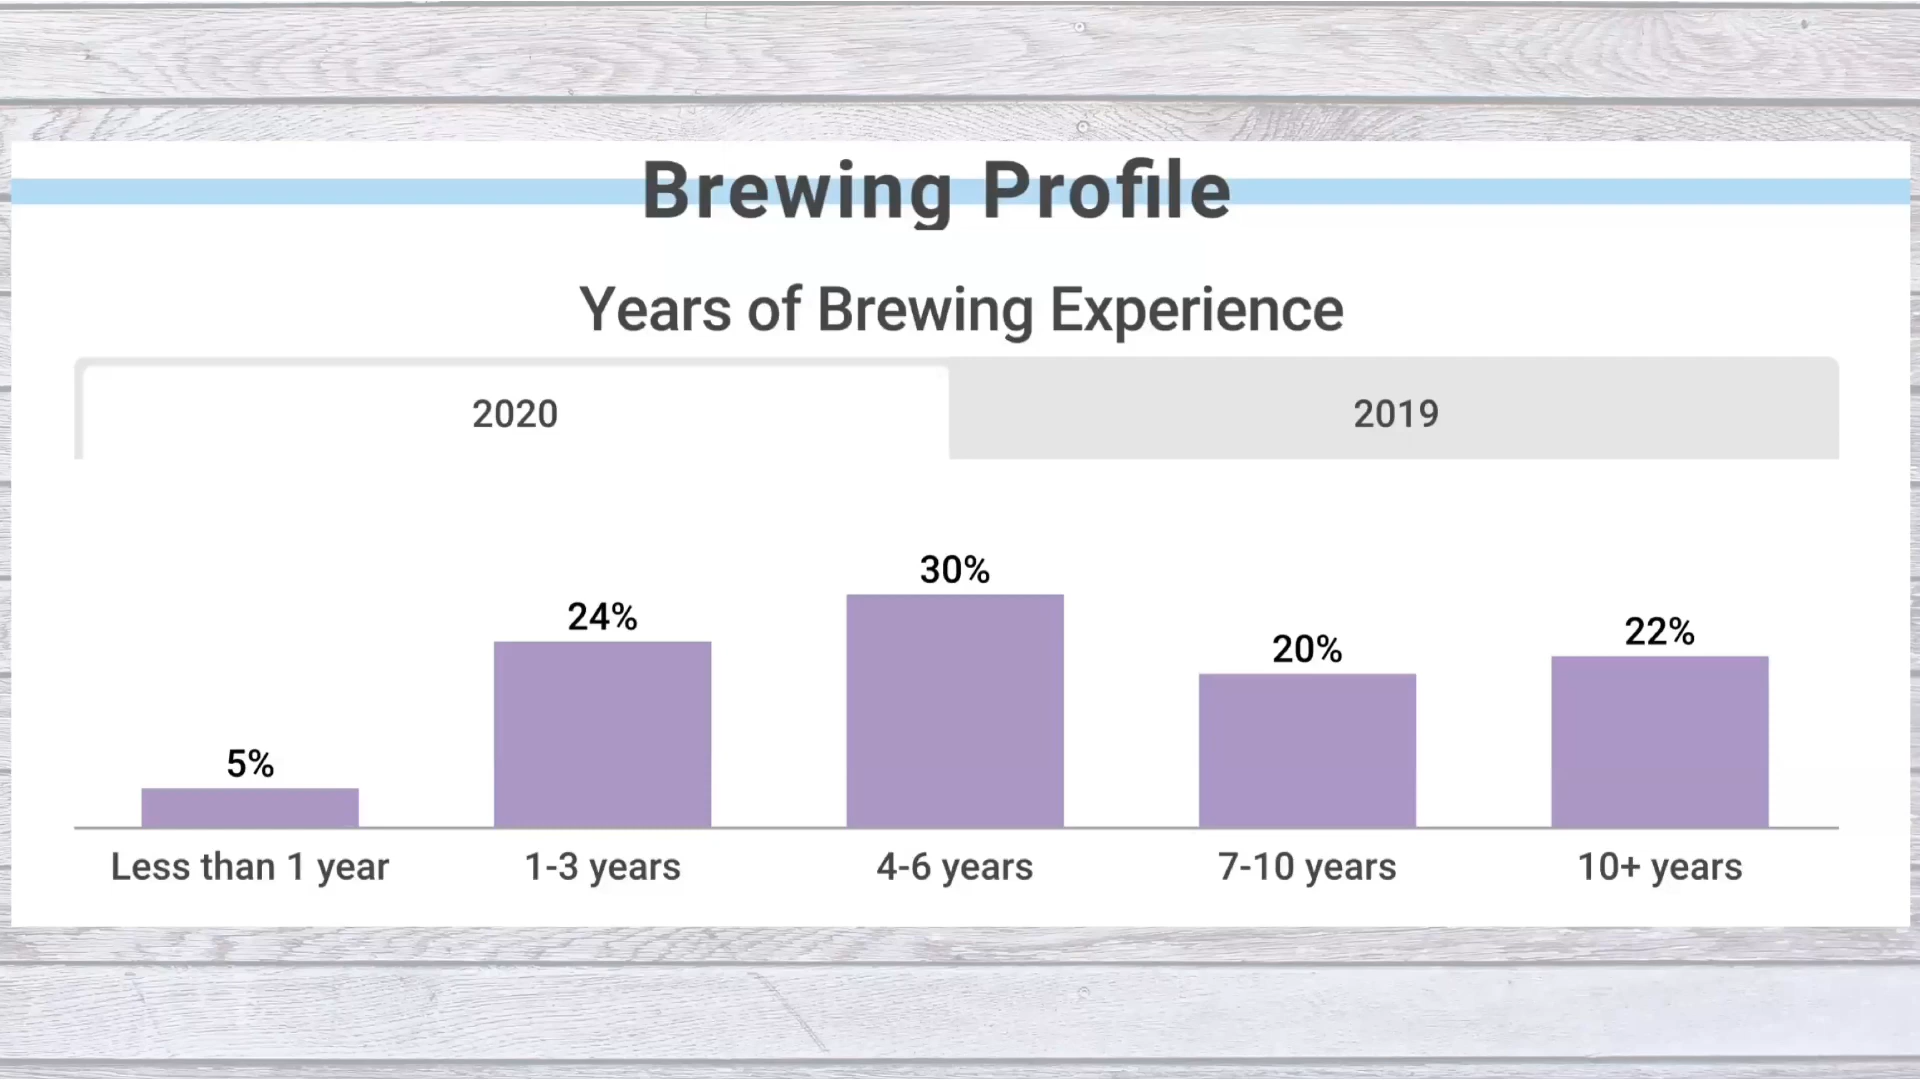 Brewing Profile
Years of Brewing Experience
2020 2019
5% 24% 30% 20% 22%
Less than 1 year 1-3 years 4-6 years 7-10 years 10+ years